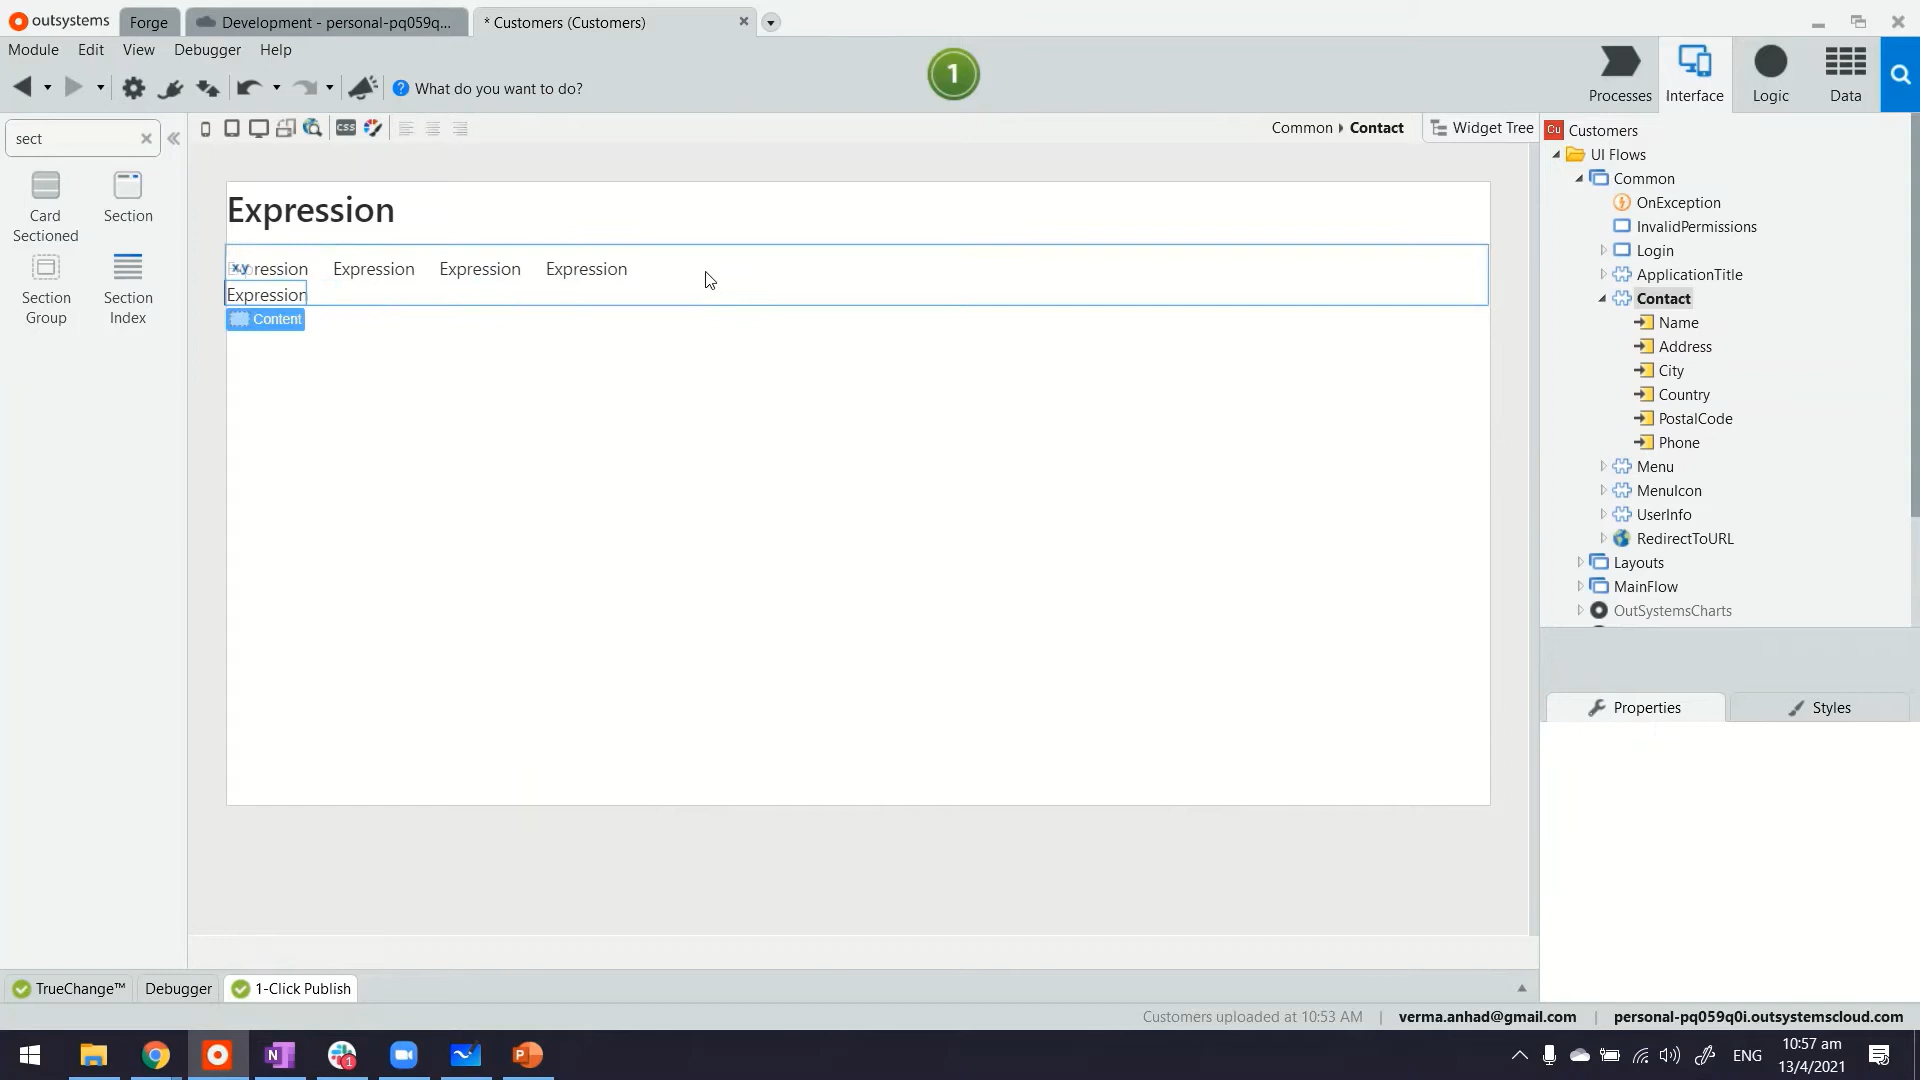 outsystems
Forge
Development - personal-pq059q...
* Customers (Customers)
Module Edit View Debugger Help
What do you want to do?
1
Processes
Interface
Logic
Data
sect
CSS
Common Contact
Widget Tree
Card
Sectioned
Section
Section
Group
Section
Index
Expression
Expression Expression Expression
Expression
Content
Cu Customers
UI Flows
Common
OnException
InvalidPermissions
Login
ApplicationTitle
Contact
Name
Address
City
Country
PostalCode
Phone
Menu
MenuIcon
UserInfo
RedirectToURL
Layouts
MainFlow
OutSystemsCharts
Properties
Styles
TrueChange™
Debugger
1-Click Publish
Customers uploaded at 10:53 AM | verma.anhad@gmail.com | personal-pq059q0i.outsystemscloud.com
ENG
10:57 am
13/4/2021